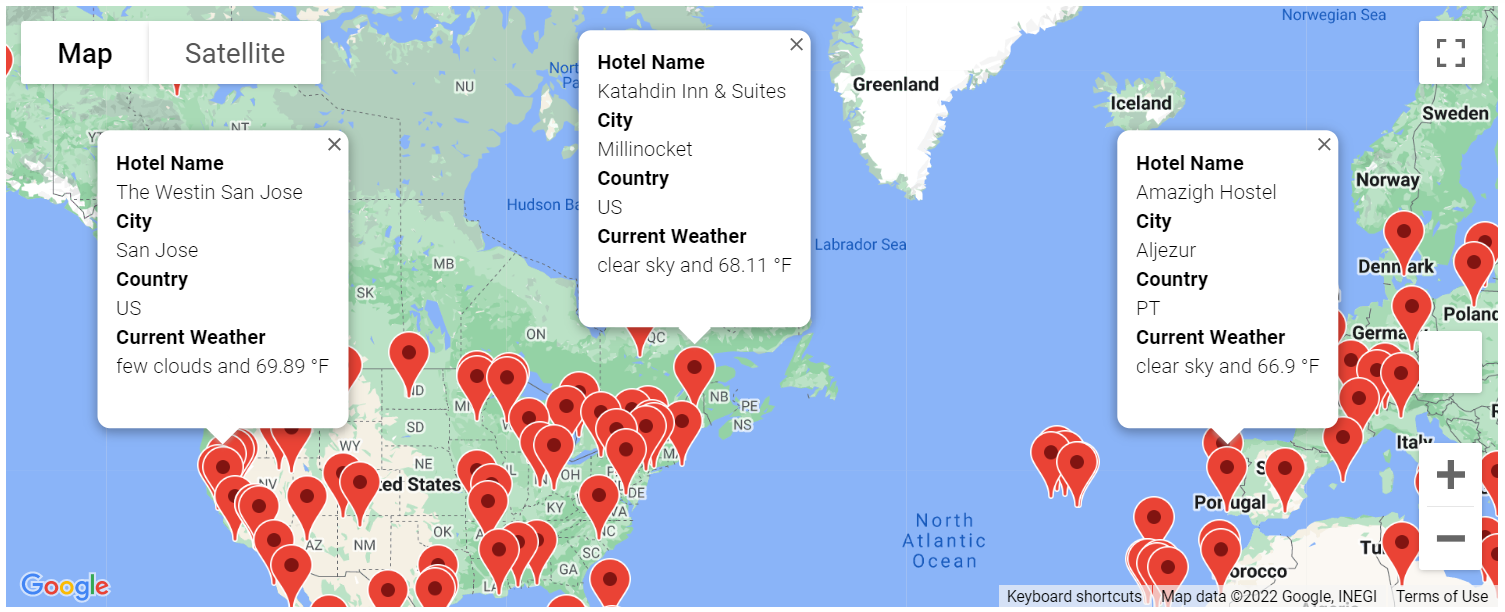 Map
Satellite
Hotel Name
The Westin San Jose
City
San Jose
Country
US
Current Weather
few clouds and 69.89 °F
Hotel Name
Katahdin Inn & Suites
City
Millinocket
Country
US
Current Weather
clear sky and 68.11 °F
Hotel Name
Amazigh Hostel
City
Aljezur
Country
PT
Current Weather
clear sky and 66.9 °F
Norwegian Sea
Greenland
Iceland
Sweden
Norway
NU
NT
Hudson Ba
Labrador Sea
MB
SK
ON
QC
NB
PE
NS
Denmark
Poland
Germa
Italy
Portugal
ND
SD
WY
NE
NV
ted States
OH
DE
KY
VA
NC
OK
AZ
NM
SC
GA
LA
North
Atlantic
Ocean
Tu
orocco
Google
Keyboard shortcuts
Map data ©2022 Google, INEGI
Terms of Use